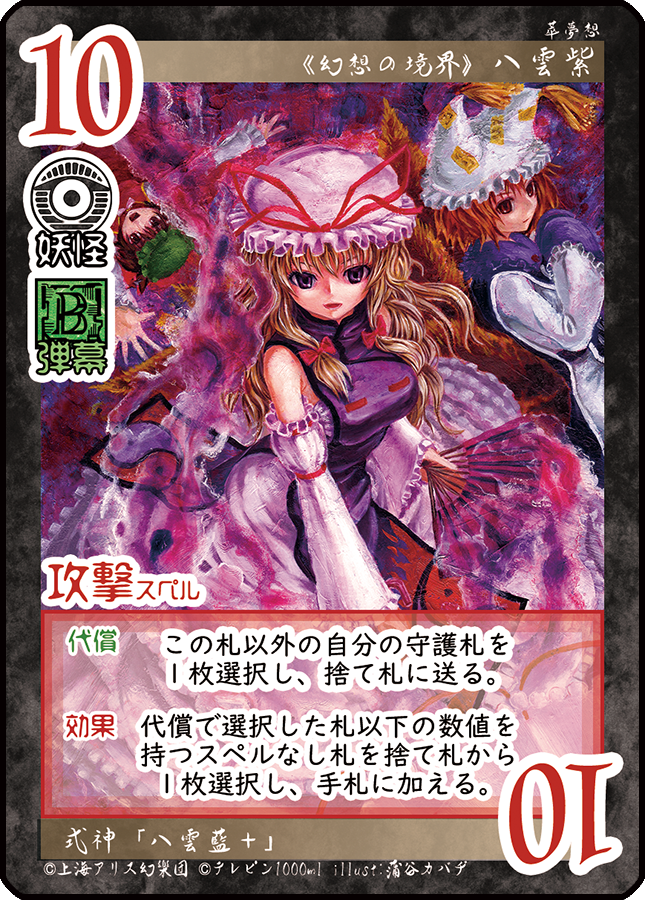 萃夢想
10
《幻想の境界》 八雲紫
妖怪
B
弾幕
攻撃スペル
代償
この札以外の自分の守護札を
1枚選択し、捨て札に送る。
効果
代償で選択した札以下の数値を
持つスペルなし札を捨て札から
1枚選択し、手札に加える。
10
式神「八雲藍+」
©上海アリス幻樂団 ©テレピン1000ml illust:蒲谷カバヂ